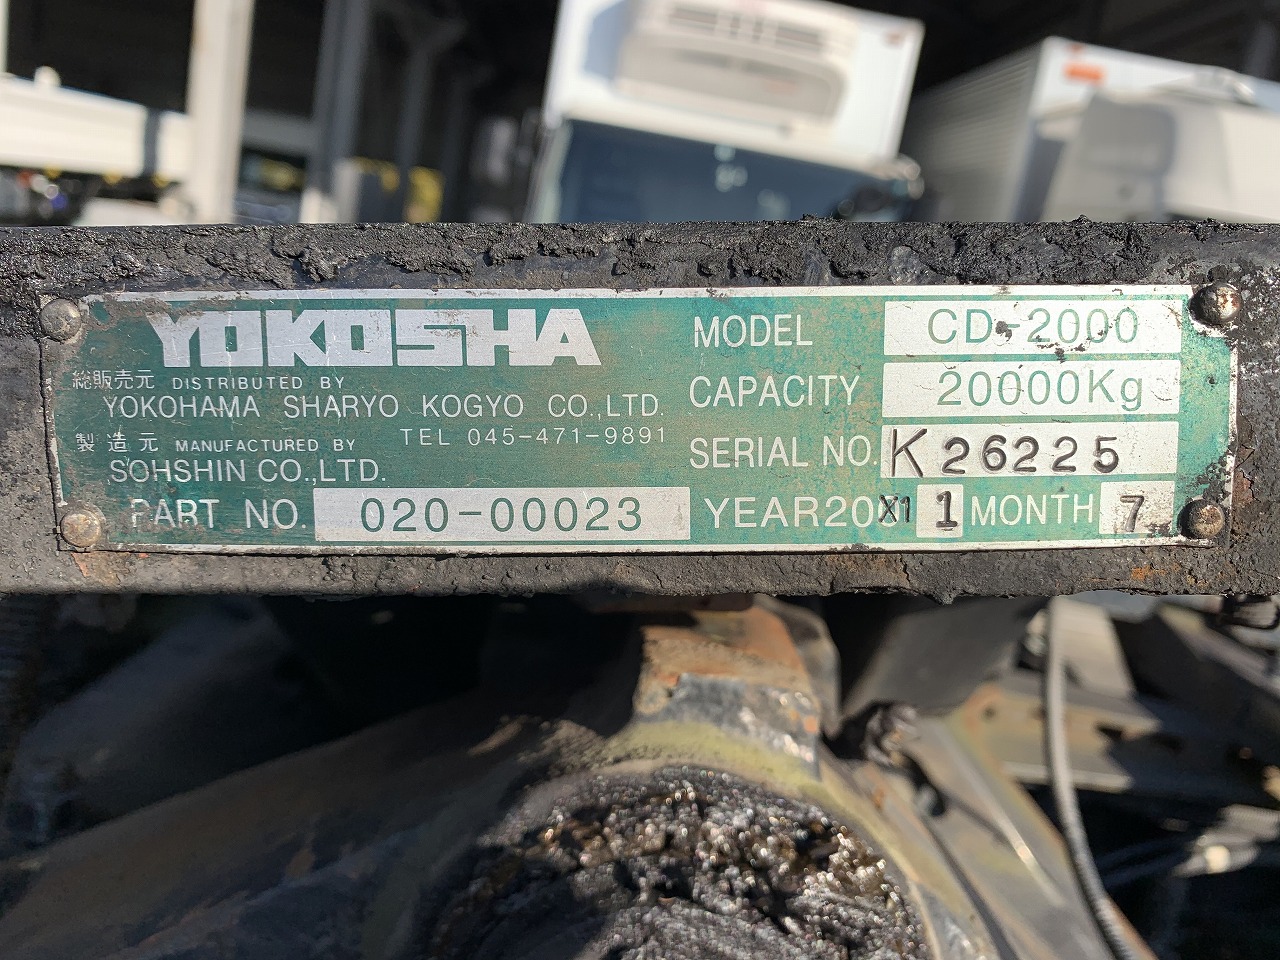 YOKOSHA
総販売元 DISTRIBUTED BY
YOKOHAMA SHARYO KOGYO CO.,LTD.
TEL 045-471-9891
製造元 MANUFACTURED BY
SOHSHIN CO.,LTD.
PART NO. 020-00023
MODEL CD-2000
CAPACITY 20000Kg
SERIAL NO. K26225
YEAR200X1 1 MONTH 7